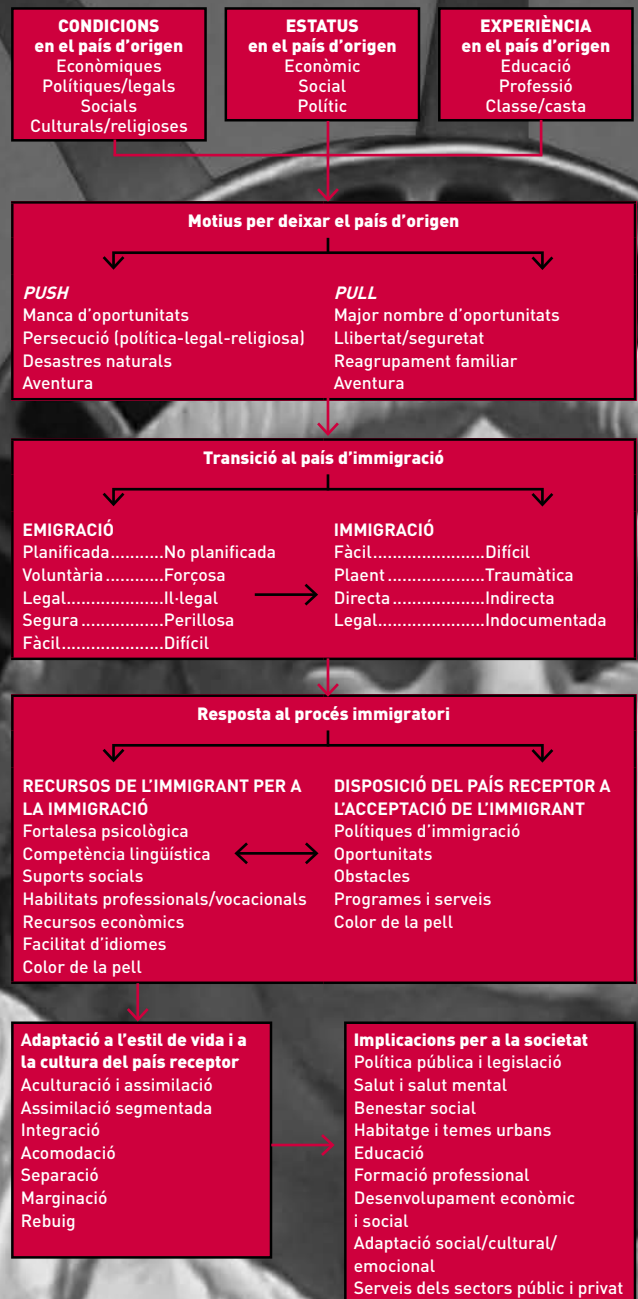 CONDICIONS
en el país d'origen
Econòmiques
Polítiques/legals
Socials
Culturals/religioses
ESTATUS
en el país d'origen
Econòmic
Social
Polític
EXPERIÈNCIA
en el país d'origen
Educació
Professió
Classe/casta
Motius per deixar el país d'origen
PUSH
Manca d'oportunitats
Persecució (política-legal-religiosa)
Desastres naturals
Aventura
PULL
Major nombre d'oportunitats
Llibertat/seguretat
Reagrupament familiar
Aventura
Transició al país d'immigració
EMIGRACIÓ
Planificada...........No planificada
Voluntària............Forçosa
Legal.................Il·legal
Segura................Perillosa
Fàcil...................Difícil
IMMIGRACIÓ
Fàcil......................Difícil
Plaent...................Traumàtica
Directa..................Indirecta
Legal.....................Indocumentada
Resposta al procés immigratori
RECURSOS DE L'IMMIGRANT PER A
LA IMMIGRACIÓ
Fortalesa psicològica
Competència lingüística
Suports socials
Habilitats professionals/vocacionals
Recursos econòmics
Facilitat d'idiomes
Color de la pell
DISPOSICIÓ DEL PAÍS RECEPTOR A
L'ACCEPTACIÓ DE L'IMMIGRANT
Polítiques d'immigració
Oportunitats
Obstacles
Programes i serveis
Color de la pell
Adaptació a l'estil de vida i a
la cultura del país receptor
Aculturació i assimilació
Assimilació segmentada
Integració
Acomodació
Separació
Marginació
Rebuig
Implicacions per a la societat
Política pública i legislació
Salut i salut mental
Benestar social
Habitatge i temes urbans
Educació
Formació professional
Desenvolupament econòmic
i social
Adaptació social/cultural/
emocional
Serveis dels sectors públic i privat